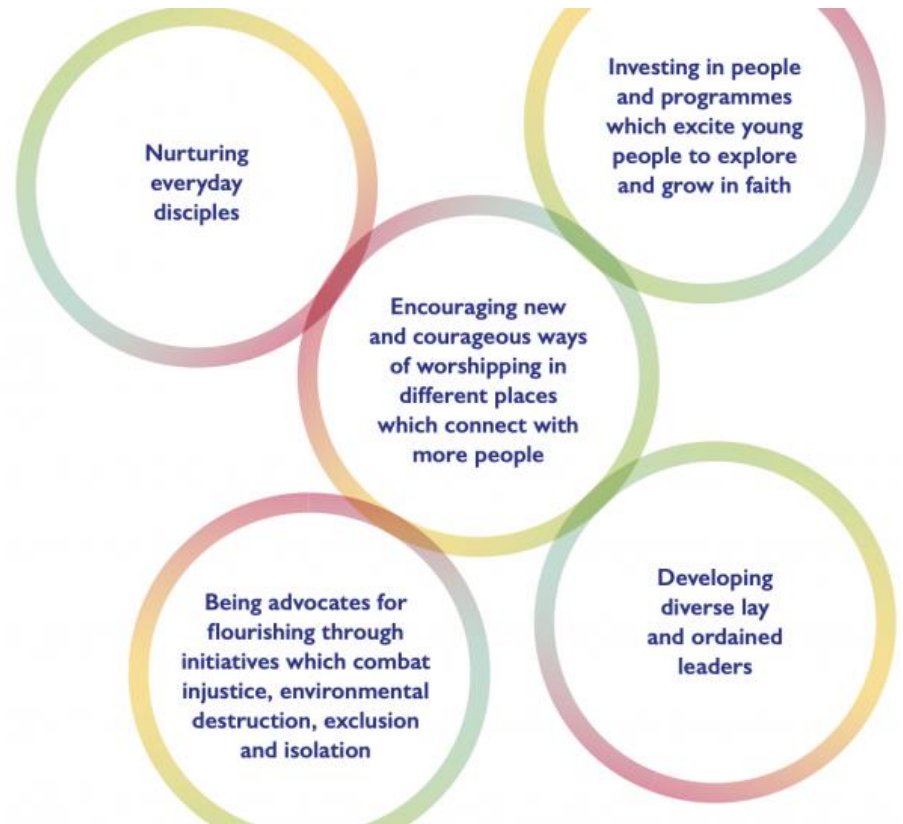 Nurturing
everyday
disciples
Investing in people
and programmes
which excite young
people to explore
and grow in faith
Encouraging new
and courageous ways
of worshipping in
different places
which connect with
more people
Being advocates for
flourishing through
initiatives which combat
injustice, environmental
destruction, exclusion
and isolation
Developing
diverse lay
and ordained
leaders